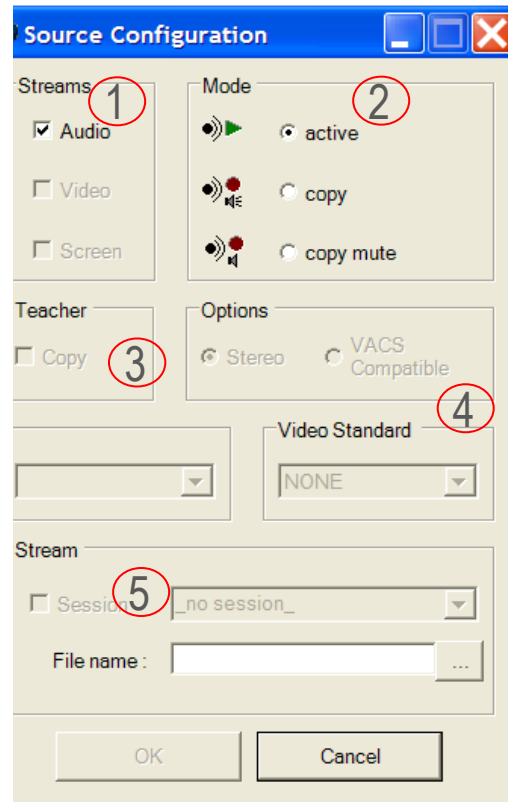 Source Configuration
Streams
1
Mode
2
Audio
active
Video
copy
Screen
copy mute
Teacher
Options
Copy
3
Stereo
VACS
Compatible
4
Video Standard
NONE
Stream
Session
5
_no session_
File name :
...
OK
Cancel